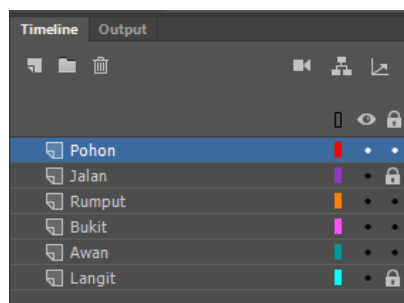 Timeline Output
Pohon
Jalan
Rumput
Bukit
Awan
Langit